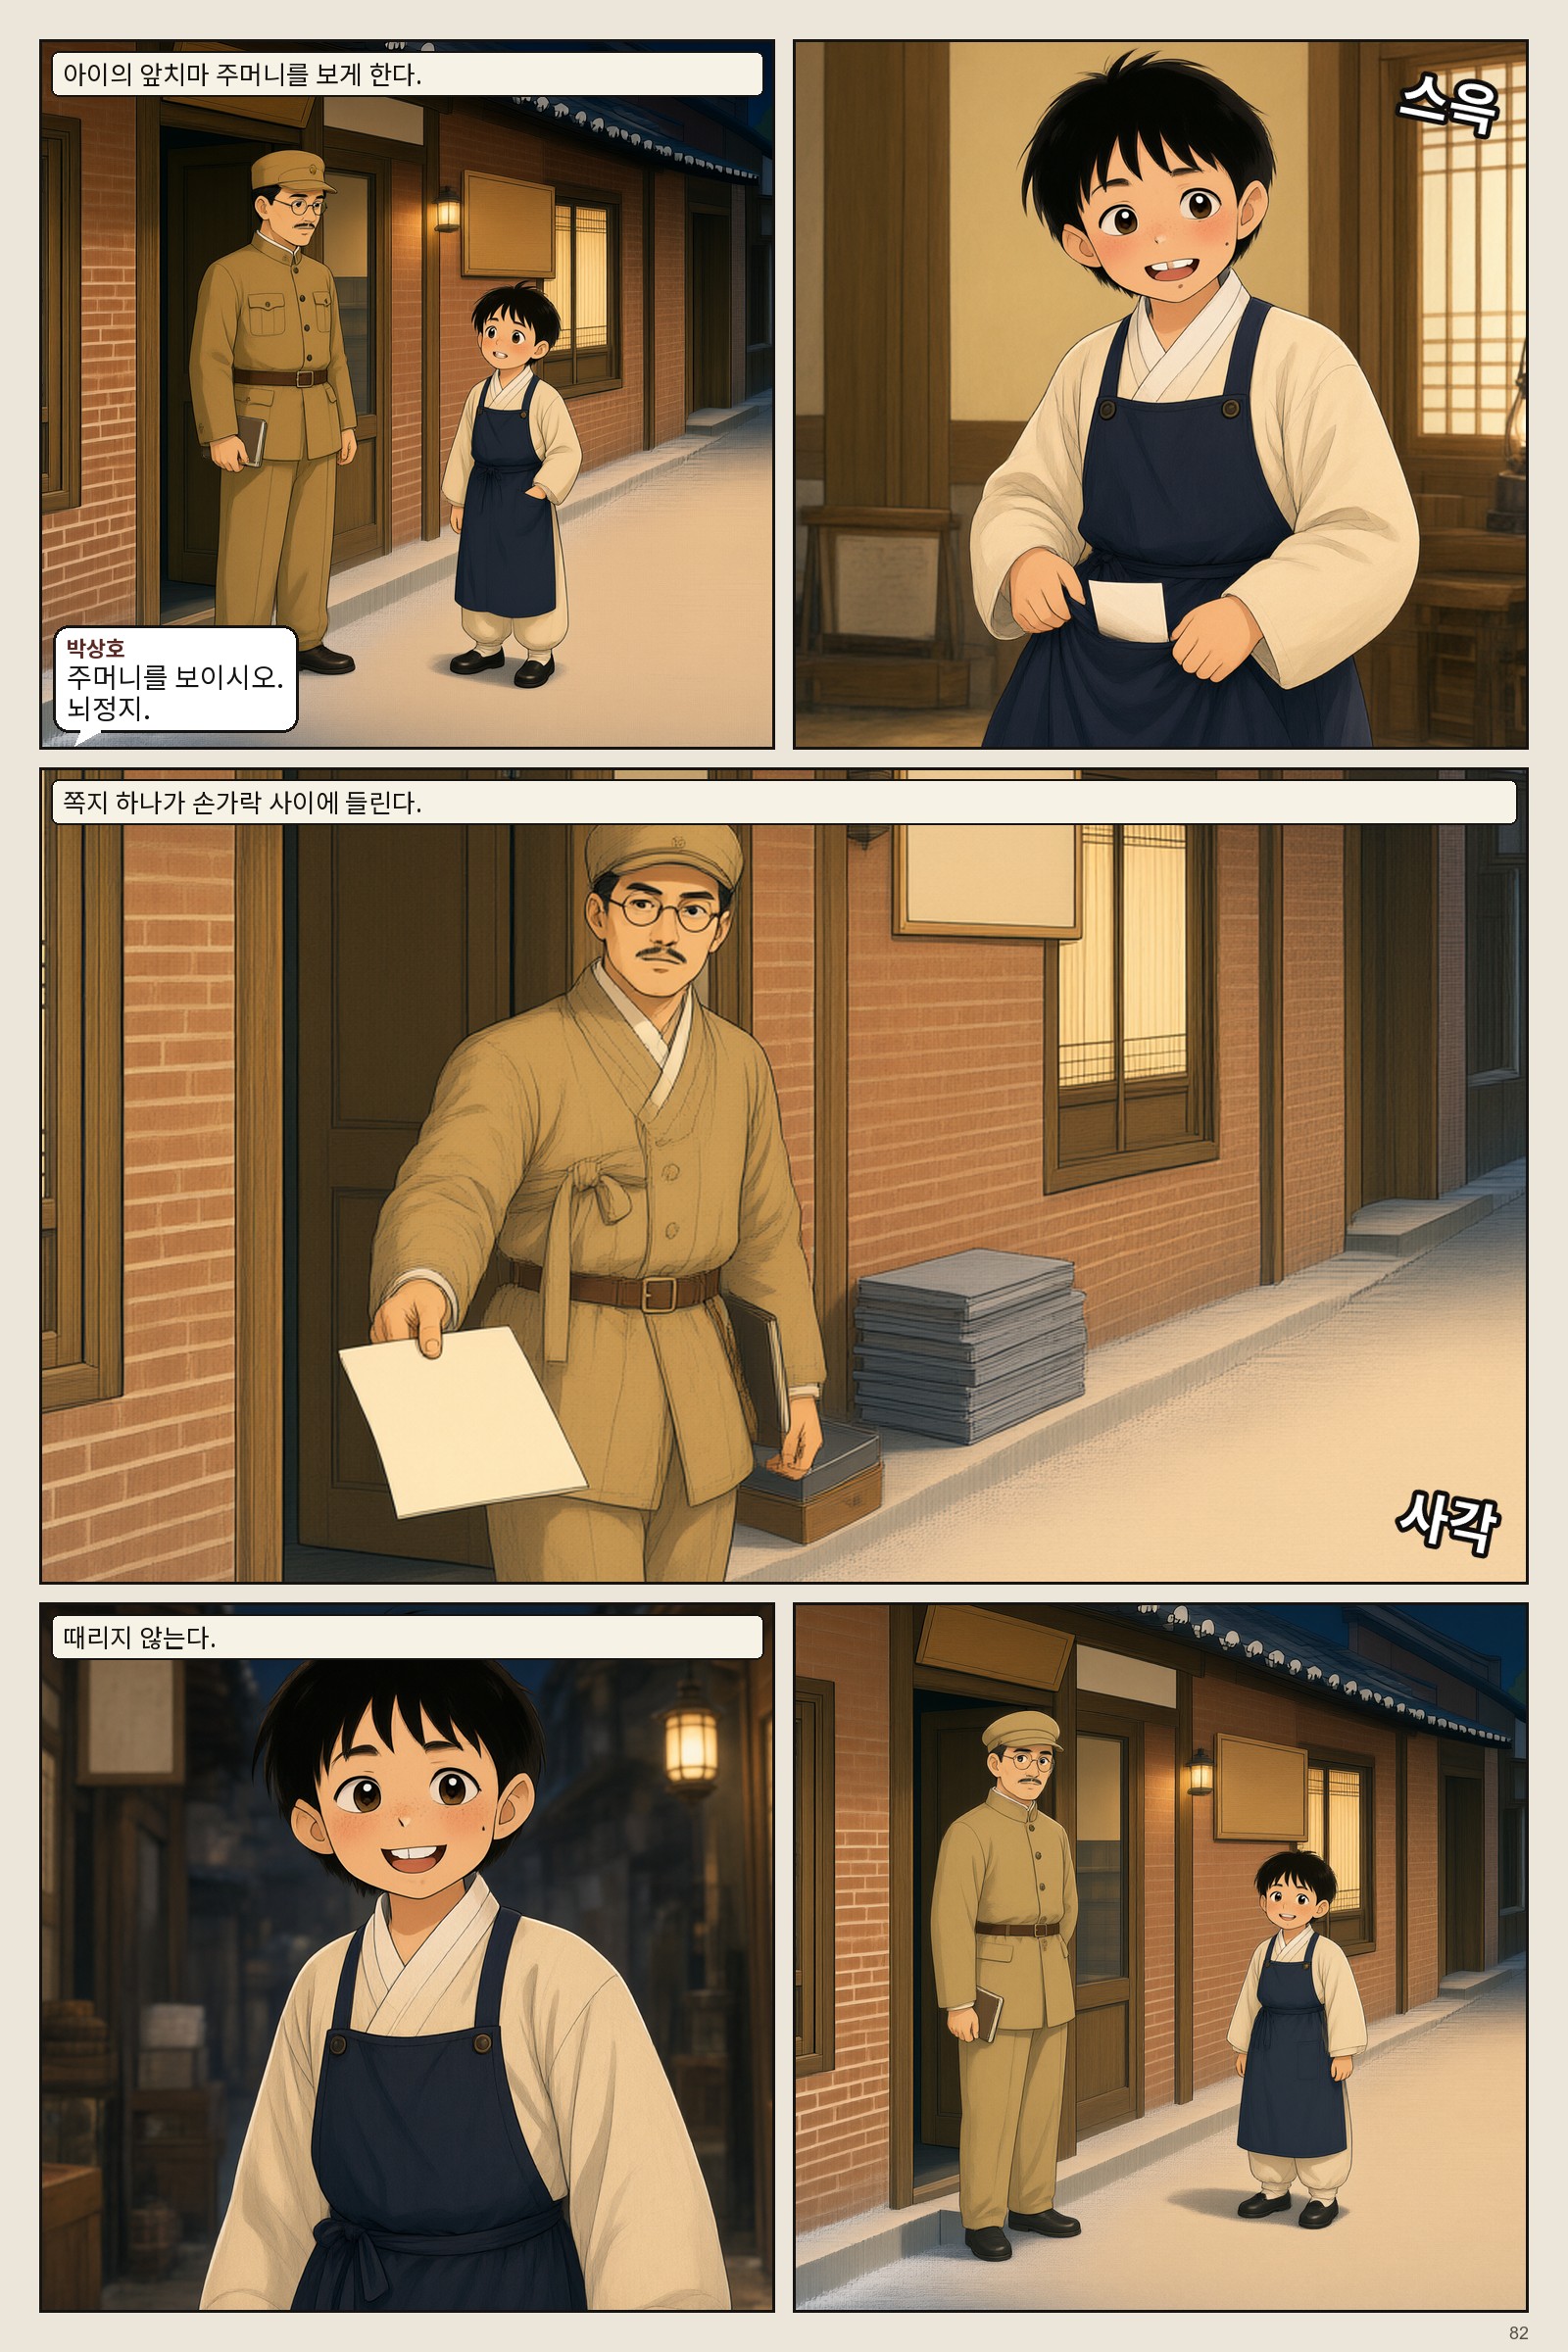 아이의 앞치마 주머니를 보게 한다.
박상호
주머니를 보이시오.
뇌정지.
스윽
쪽지 하나가 손가락 사이에 들린다.
사각
때리지 않는다.
82